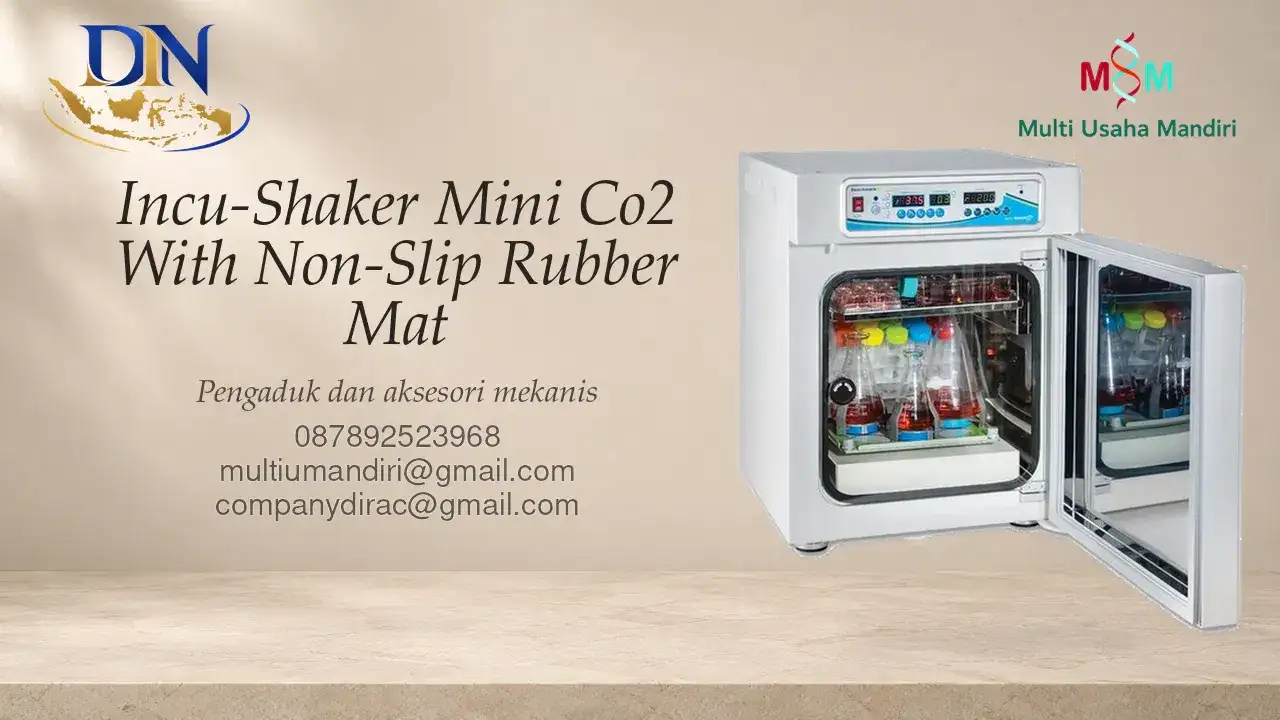 DN
M M
Multi Usaha Mandiri
Incu-Shaker Mini Co2
With Non-Slip Rubber
Mat
Pengaduk dan aksesori mekanis
087892523968
multiumandiri@gmail.com
companydirac@gmail.com